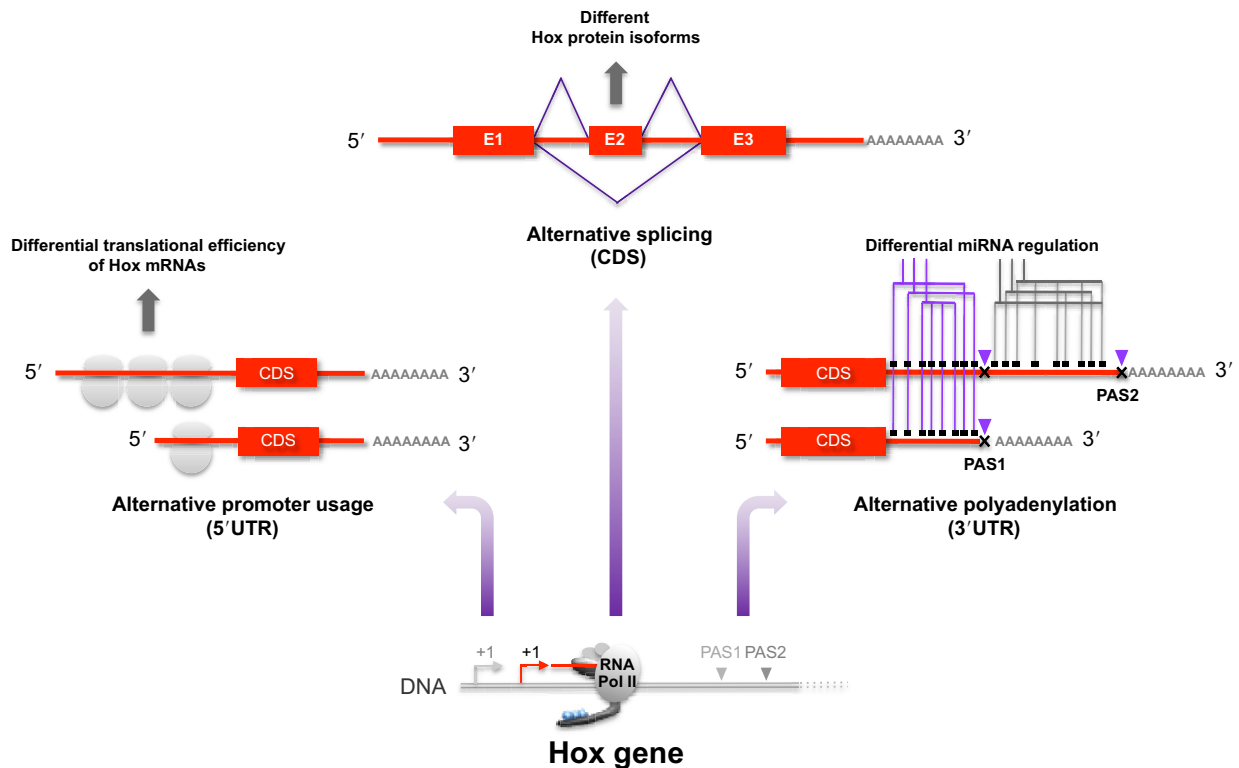 Different
Hox protein isoforms
5′ E1 E2 E3 AAAAAAAA 3′
Alternative splicing
(CDS)
Differential translational efficiency
of Hox mRNAs
5′ CDS AAAAAAAA 3′
5′ CDS AAAAAAAA 3′
Alternative promoter usage
(5′UTR)
Differential miRNA regulation
5′ CDS AAAAAAAA 3′
PAS2
5′ CDS AAAAAAAA 3′
PAS1
Alternative polyadenylation
(3′UTR)
+1 +1 PAS1 PAS2
RNA
Pol II
DNA
Hox gene